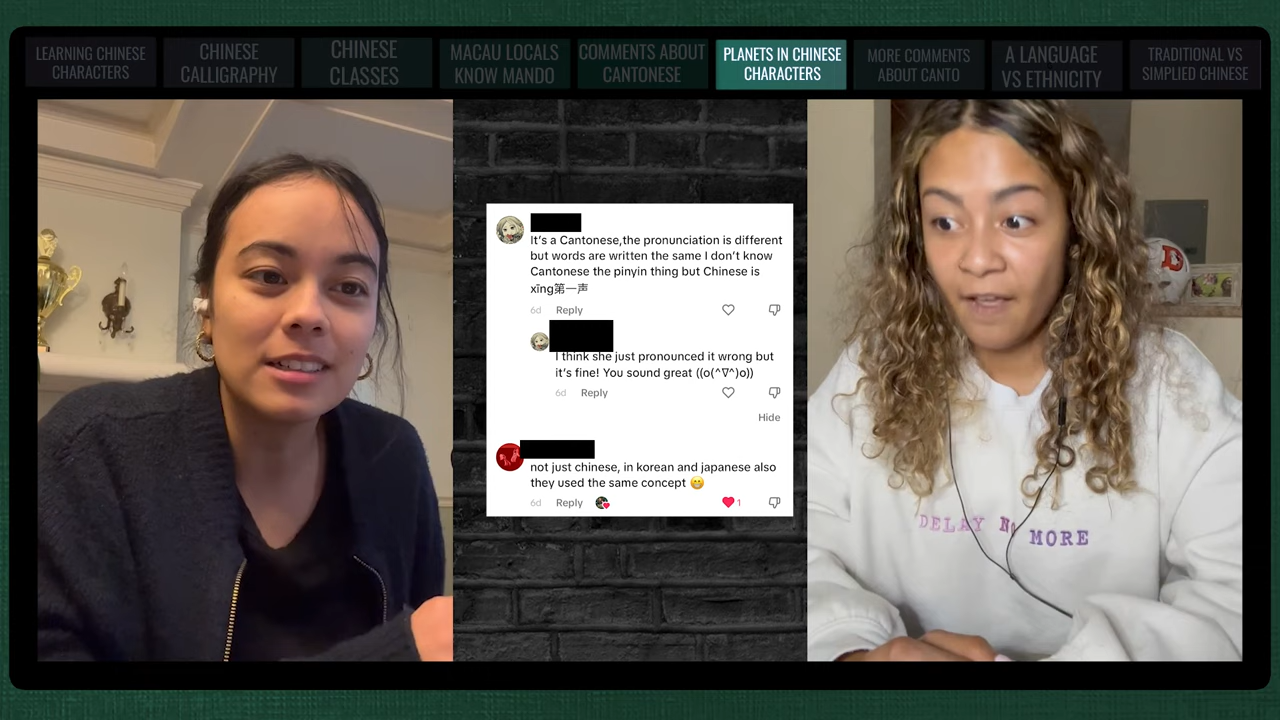 LEARNING CHINESE
CHARACTERS
CHINESE
CALLIGRAPHY
CHINESE
CLASSES
MACAU LOCALS
KNOW MANDO
COMMENTS ABOUT
CANTONESE
PLANETS IN CHINESE
CHARACTERS
MORE COMMENTS
ABOUT CANTO
A LANGUAGE
VS ETHNICITY
TRADITIONAL VS
SIMPLIED CHINESE
It's a Cantonese,the pronunciation is different
but words are written the same I don't know
Cantonese the pinyin thing but Chinese is
xīng第一声
6d Reply
I think she just pronounced it wrong but
it's fine! You sound great ((o(^∇^)o))
6d Reply
Hide
not just chinese, in korean and japanese also
they used the same concept 😬
6d Reply 1
D
DELAY NO MORE